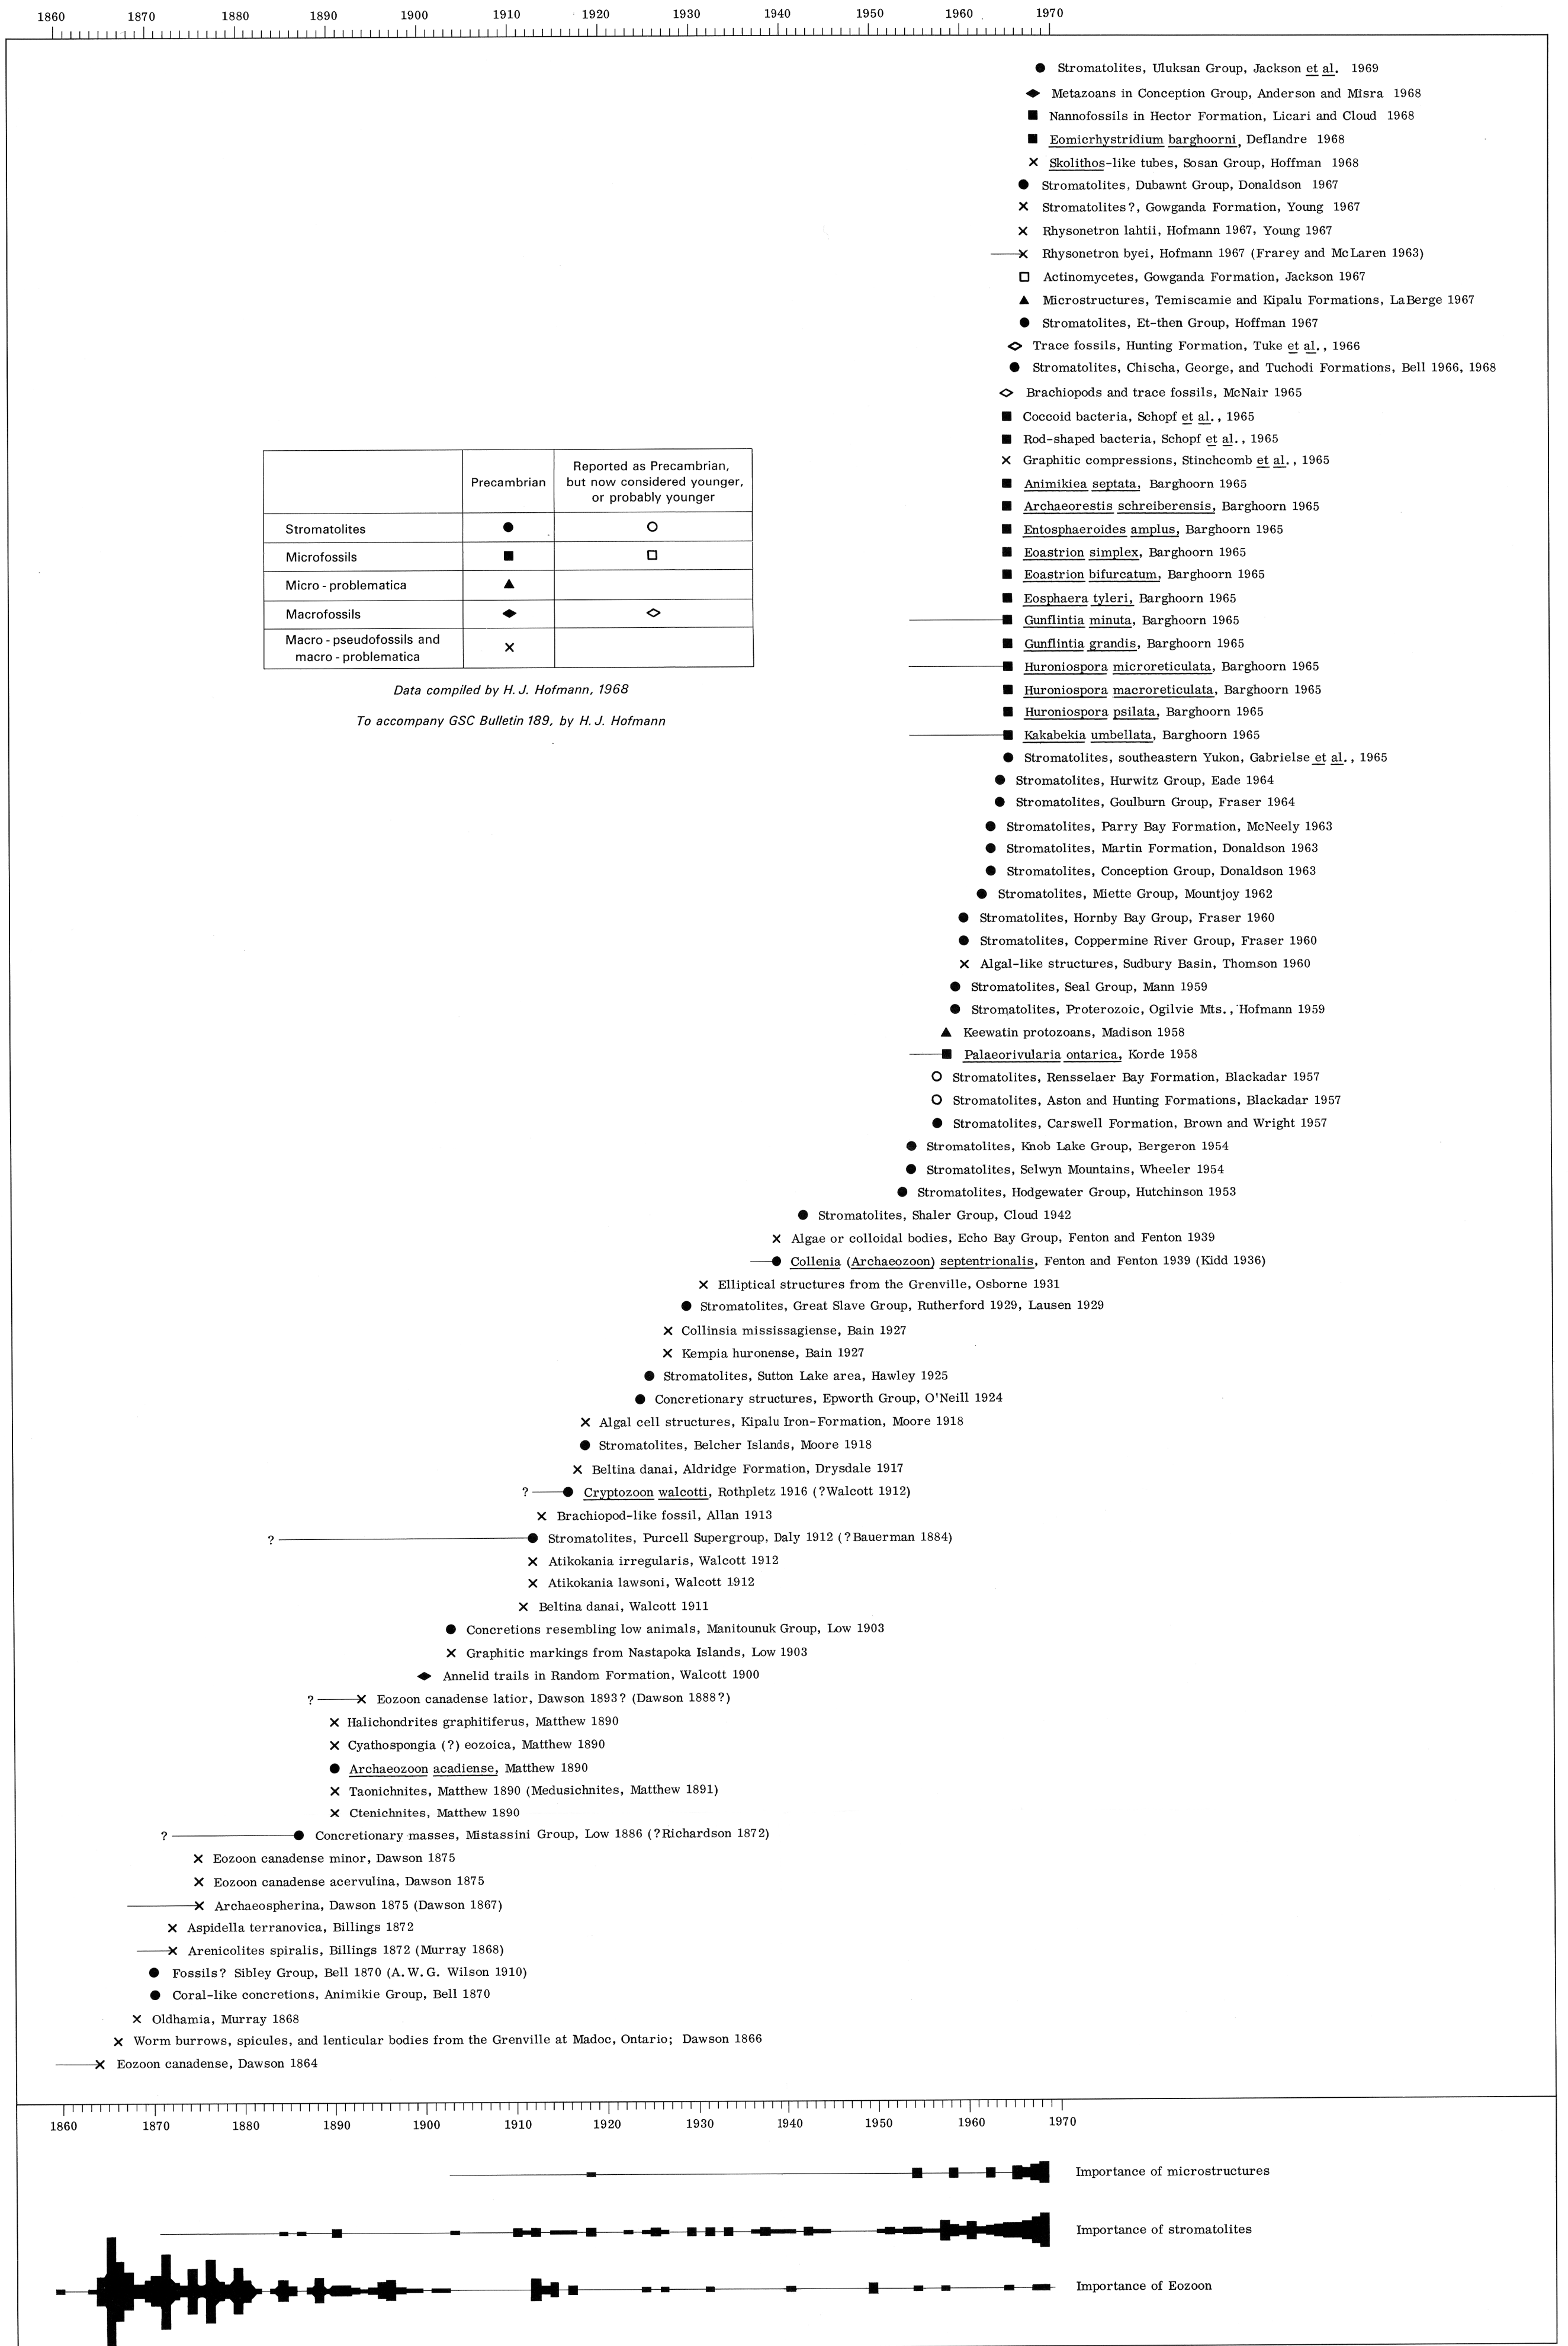 1860 1870 1880 1890 1900 1910 1920 1930 1940 1950 1960 1970
Stromatolites, Uluksan Group, Jackson et al. 1969
Metazoans in Conception Group, Anderson and Misra 1968
Nannofossils in Hector Formation, Licari and Cloud 1968
Eomicrhystridium barghoorni, Deflandre 1968
Skolithos-like tubes, Sosan Group, Hoffman 1968
Stromatolites, Dubawnt Group, Donaldson 1967
Stromatolites?, Gowganda Formation, Young 1967
Rhysonetron lahtii, Hofmann 1967, Young 1967
Rhysonetron byei, Hofmann 1967 (Frarey and McLaren 1963)
Actinomycetes, Gowganda Formation, Jackson 1967
Microstructures, Temiscamie and Kipalu Formations, LaBerge 1967
Stromatolites, Et-then Group, Hoffman 1967
Trace fossils, Hunting Formation, Tuke et al., 1966
Stromatolites, Chischa, George, and Tuchodi Formations, Bell 1966, 1968
Brachiopods and trace fossils, McNair 1965
Coccoid bacteria, Schopf et al., 1965
Rod-shaped bacteria, Schopf et al., 1965
Graphitic compressions, Stinchcomb et al., 1965
Animikiea septata, Barghoorn 1965
Archaeorestis schreiberensis, Barghoorn 1965
Entosphaeroides amplus, Barghoorn 1965
Eoastrion simplex, Barghoorn 1965
Eoastrion bifurcatum, Barghoorn 1965
Eosphaera tyleri, Barghoorn 1965
Gunflintia minuta, Barghoorn 1965
Gunflintia grandis, Barghoorn 1965
Huroniospora microreticulata, Barghoorn 1965
Huroniospora macroreticulata, Barghoorn 1965
Huroniospora psilata, Barghoorn 1965
Kakabekia umbellata, Barghoorn 1965
Precambrian
Reported as Precambrian,
but now considered younger,
or probably younger
Stromatolites
Microfossils
Micro-problematica
Macrofossils
Macro-pseudofossils and
macro-problematica
Data compiled by H. J. Hofmann, 1968
To accompany GSC Bulletin 189, by H. J. Hofmann
Stromatolites, southeastern Yukon, Gabrielse et al., 1965
Stromatolites, Hurwitz Group, Eade 1964
Stromatolites, Goulburn Group, Fraser 1964
Stromatolites, Parry Bay Formation, McNeely 1963
Stromatolites, Martin Formation, Donaldson 1963
Stromatolites, Conception Group, Donaldson 1963
Stromatolites, Miette Group, Mountjoy 1962
Stromatolites, Hornby Bay Group, Fraser 1960
Stromatolites, Coppermine River Group, Fraser 1960
Algal-like structures, Sudbury Basin, Thomson 1960
Stromatolites, Seal Group, Mann 1959
Stromatolites, Proterozoic, Ogilvie Mts., Hofmann 1959
Keewatin protozoans, Madison 1958
Palaeorivularia ontarica, Korde 1958
Stromatolites, Rensselaer Bay Formation, Blackadar 1957
Stromatolites, Aston and Hunting Formations, Blackadar 1957
Stromatolites, Carswell Formation, Brown and Wright 1957
Stromatolites, Knob Lake Group, Bergeron 1954
Stromatolites, Selwyn Mountains, Wheeler 1954
Stromatolites, Hodgewater Group, Hutchinson 1953
Stromatolites, Shaler Group, Cloud 1942
Algae or colloidal bodies, Echo Bay Group, Fenton and Fenton 1939
Collenia (Archaeozoon) septentrionalis, Fenton and Fenton 1939 (Kidd 1936)
Elliptical structures from the Grenville, Osborne 1931
Stromatolites, Great Slave Group, Rutherford 1929, Lausen 1929
Collinsia mississagiense, Bain 1927
Kempia huronense, Bain 1927
Stromatolites, Sutton Lake area, Hawley 1925
Concretionary structures, Epworth Group, O'Neill 1924
Algal cell structures, Kipalu Iron-Formation, Moore 1918
Stromatolites, Belcher Islands, Moore 1918
Beltina danai, Aldridge Formation, Drysdale 1917
? Cryptozoon walcotti, Rothpletz 1916 (?Walcott 1912)
Brachiopod-like fossil, Allan 1913
? Stromatolites, Purcell Supergroup, Daly 1912 (?Bauerman 1884)
Atikokania irregularis, Walcott 1912
Atikokania lawsoni, Walcott 1912
Beltina danai, Walcott 1911
Concretions resembling low animals, Manitounuk Group, Low 1903
Graphitic markings from Nastapoka Islands, Low 1903
Annelid trails in Random Formation, Walcott 1900
? Eozoon canadense latior, Dawson 1893? (Dawson 1888?)
Halichondrites graphitiferus, Matthew 1890
Cyathospongia (?) eozoica, Matthew 1890
Archaeozoon acadiense, Matthew 1890
Taonichnites, Matthew 1890 (Medusichnites, Matthew 1891)
Ctenichnites, Matthew 1890
? Concretionary masses, Mistassini Group, Low 1886 (?Richardson 1872)
Eozoon canadense minor, Dawson 1875
Eozoon canadense acervulina, Dawson 1875
Archaeospherina, Dawson 1875 (Dawson 1867)
Aspidella terranovica, Billings 1872
Arenicolites spiralis, Billings 1872 (Murray 1868)
Fossils? Sibley Group, Bell 1870 (A.W.G. Wilson 1910)
Coral-like concretions, Animikie Group, Bell 1870
Oldhamia, Murray 1868
Worm burrows, spicules, and lenticular bodies from the Grenville at Madoc, Ontario; Dawson 1866
Eozoon canadense, Dawson 1864
1860 1870 1880 1890 1900 1910 1920 1930 1940 1950 1960 1970
Importance of microstructures
Importance of stromatolites
Importance of Eozoon